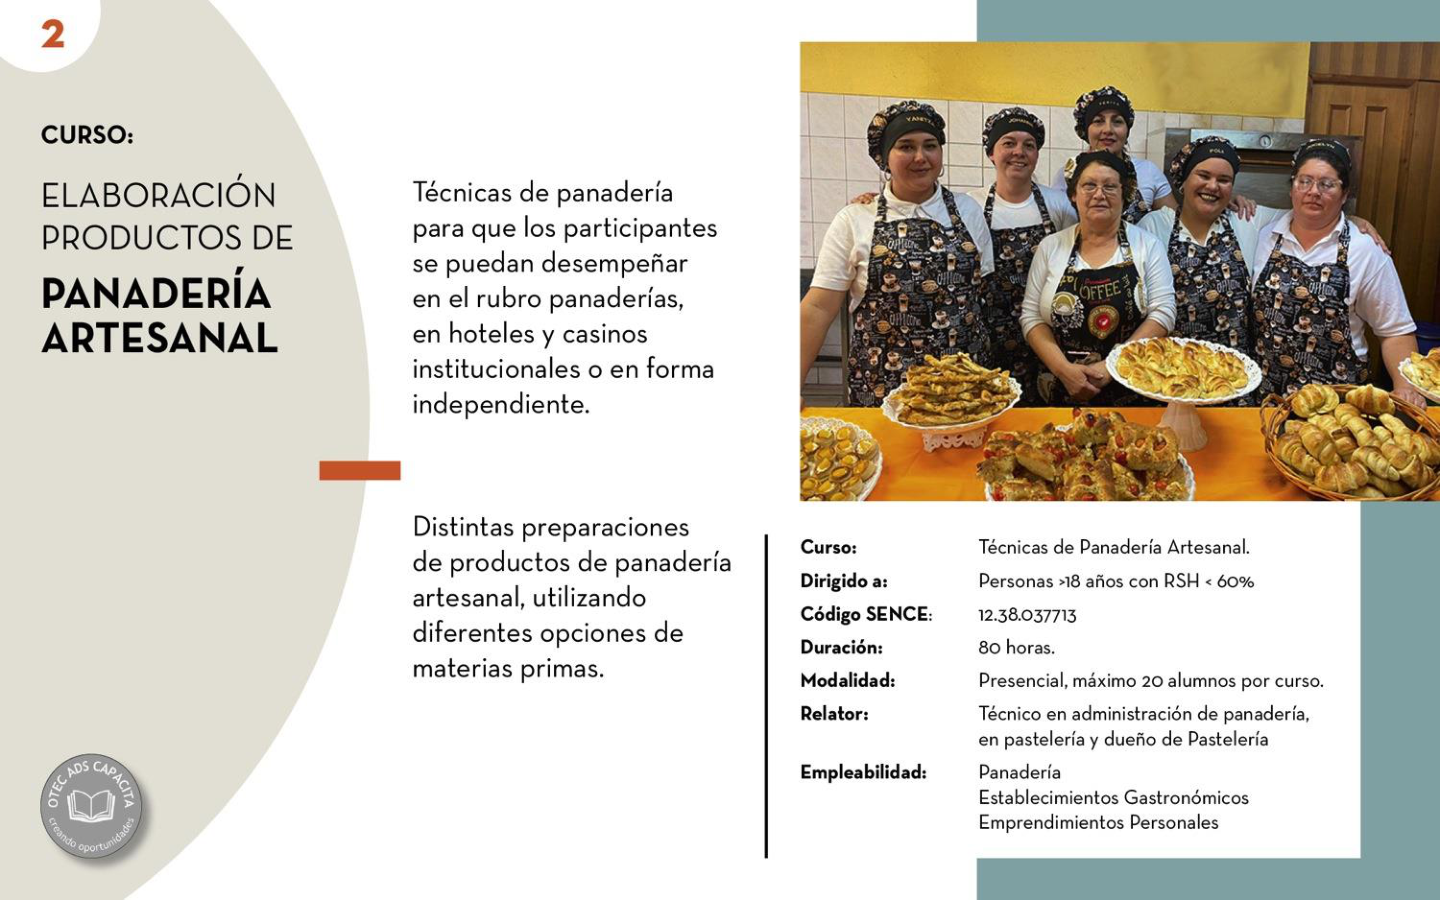 2
CURSO:
ELABORACIÓN
PRODUCTOS DE
PANADERÍA
ARTESANAL
Técnicas de panadería
para que los participantes
se puedan desempeñar
en el rubro panaderías,
en hoteles y casinos
institucionales o en forma
independiente.
Distintas preparaciones
de productos de panadería
artesanal, utilizando
diferentes opciones de
materias primas.
YANITZA
JOHANNA
POLI
COFFEE
Curso: Técnicas de Panadería Artesanal.
Dirigido a: Personas >18 años con RSH < 60%
Código SENCE: 12.38.037713
Duración: 80 horas.
Modalidad: Presencial, máximo 20 alumnos por curso.
Relator: Técnico en administración de panadería,
en pastelería y dueño de Pastelería
Empleabilidad: Panadería
Establecimientos Gastronómicos
Emprendimientos Personales
OTEC ADS CAPACITA
creando oportunidades